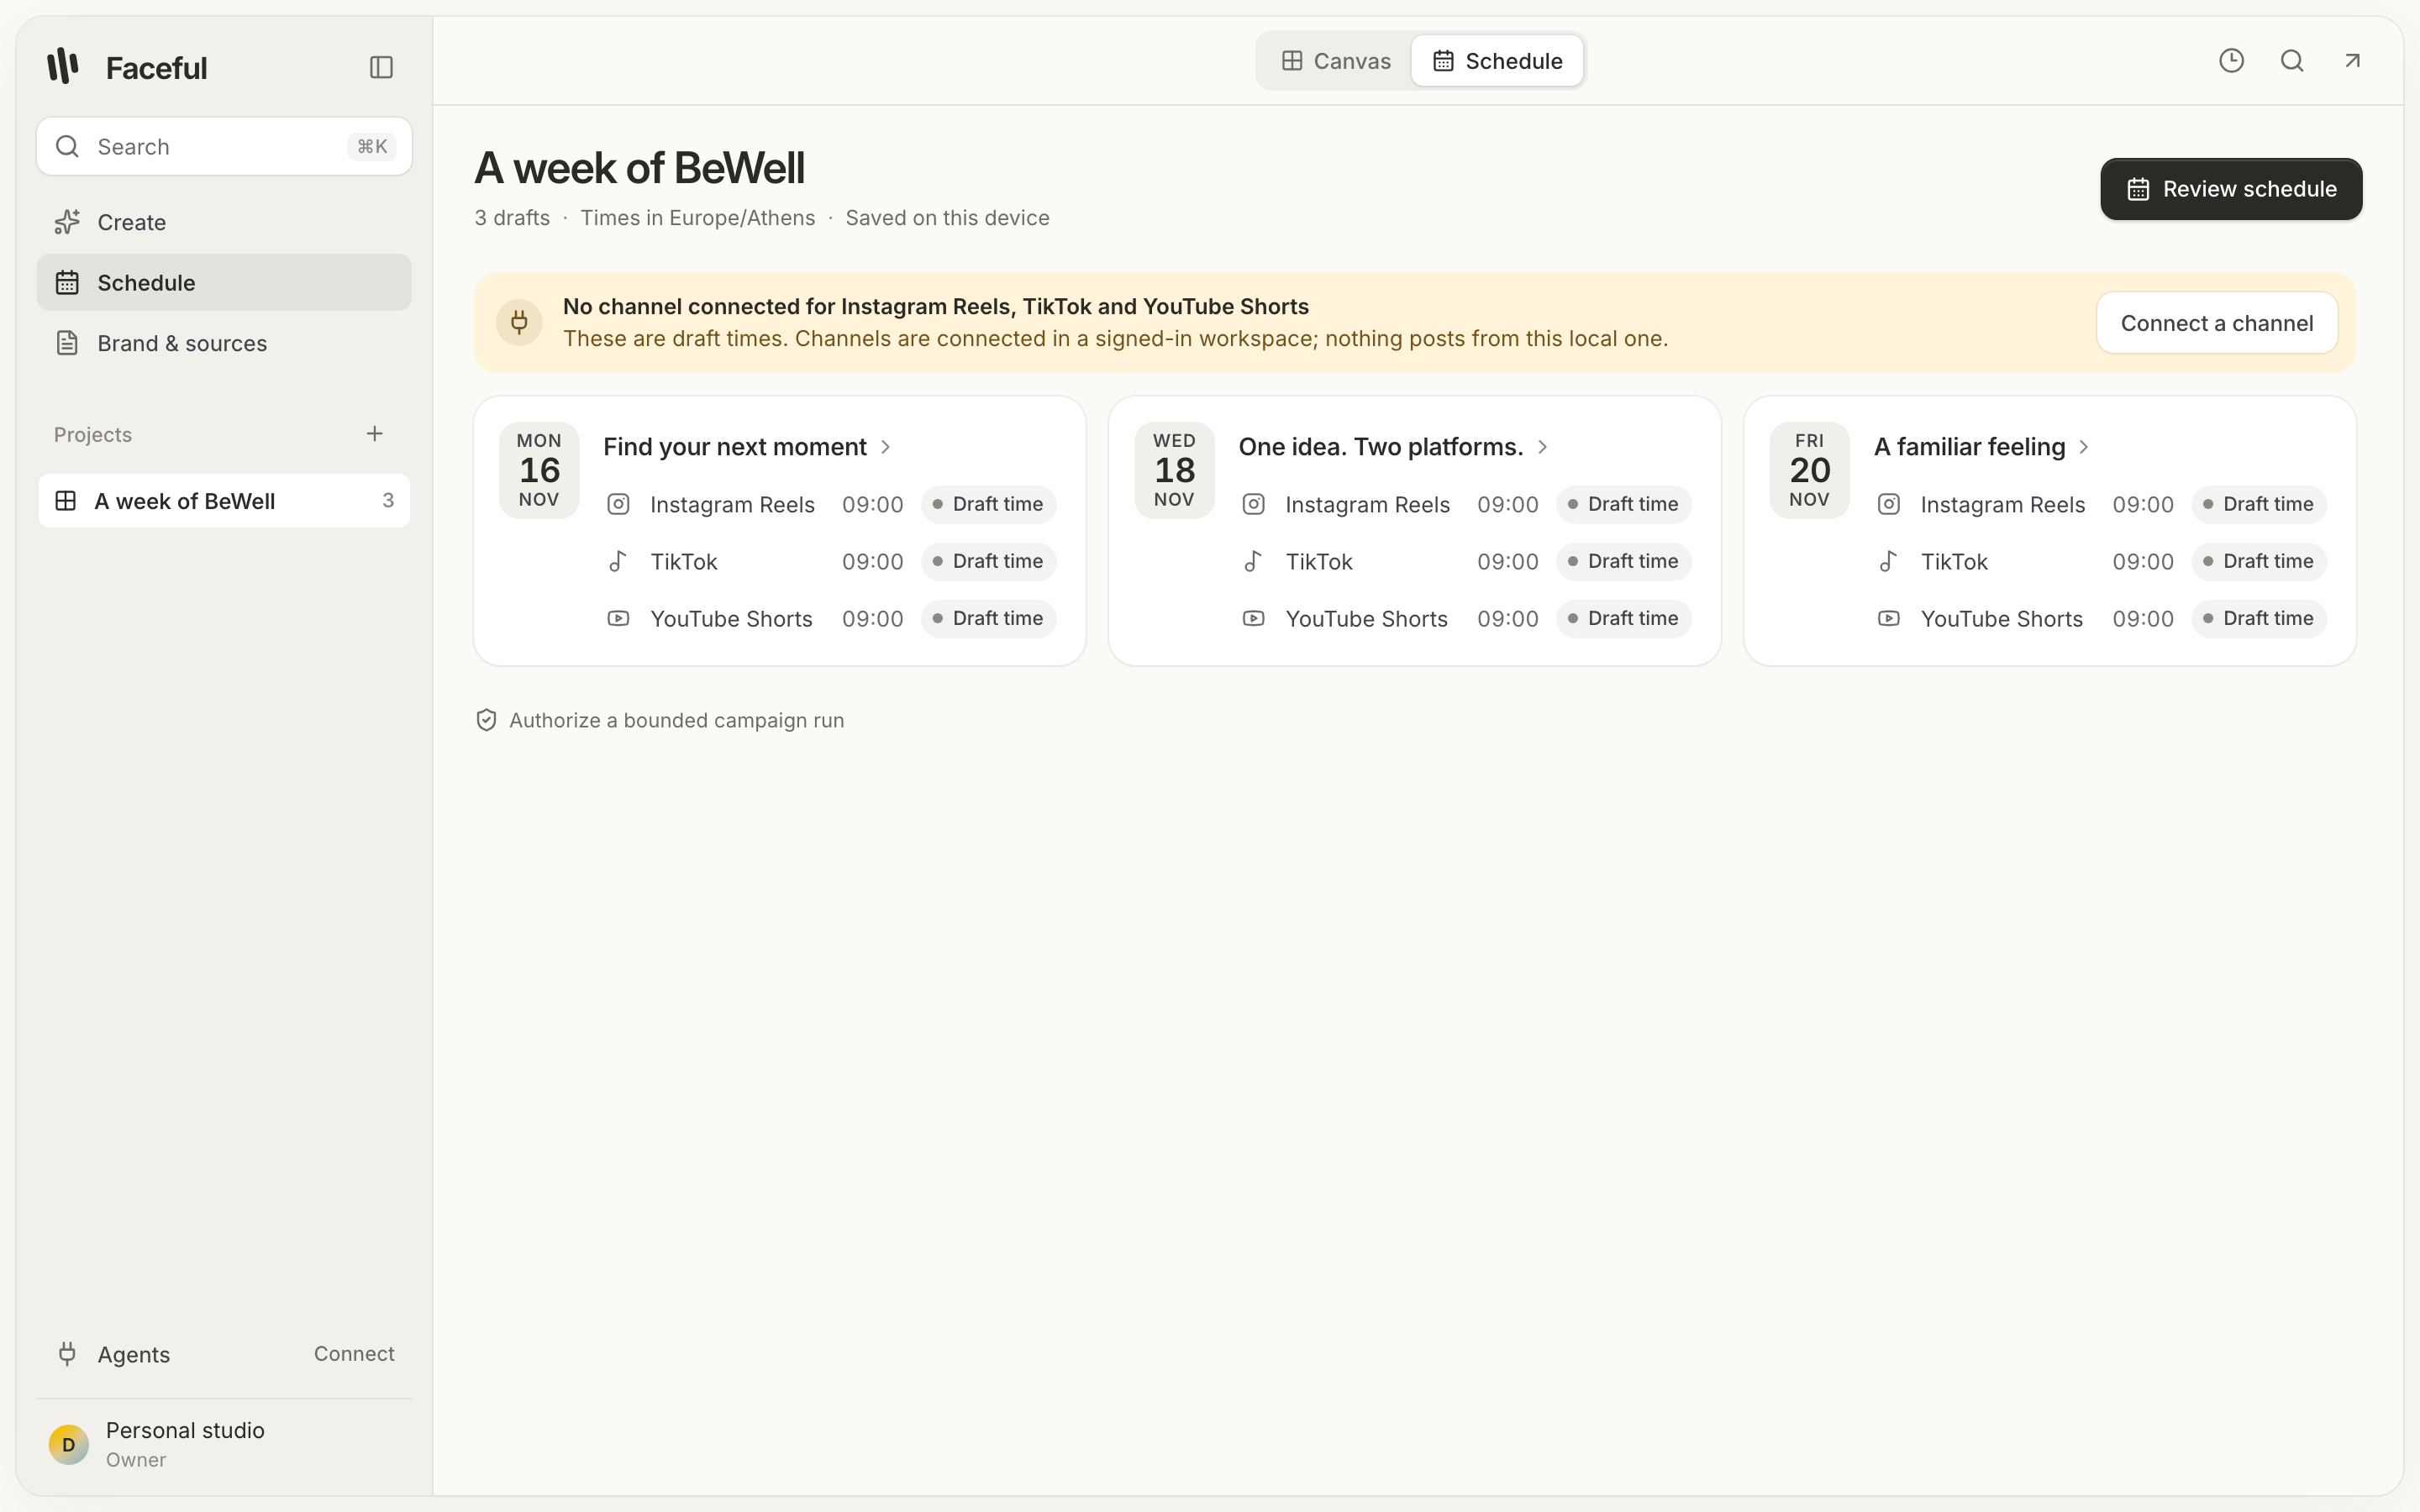 Faceful
Canvas
Schedule
Search
⌘K
Create
Schedule
Brand & sources
Projects
A week of BeWell
3
Agents
Connect
D
Personal studio
Owner
A week of BeWell
3 drafts · Times in Europe/Athens · Saved on this device
Review schedule
No channel connected for Instagram Reels, TikTok and YouTube Shorts
These are draft times. Channels are connected in a signed-in workspace; nothing posts from this local one.
Connect a channel
MON
16
NOV
Find your next moment
Instagram Reels 09:00 Draft time
TikTok 09:00 Draft time
YouTube Shorts 09:00 Draft time
WED
18
NOV
One idea. Two platforms.
Instagram Reels 09:00 Draft time
TikTok 09:00 Draft time
YouTube Shorts 09:00 Draft time
FRI
20
NOV
A familiar feeling
Instagram Reels 09:00 Draft time
TikTok 09:00 Draft time
YouTube Shorts 09:00 Draft time
Authorize a bounded campaign run